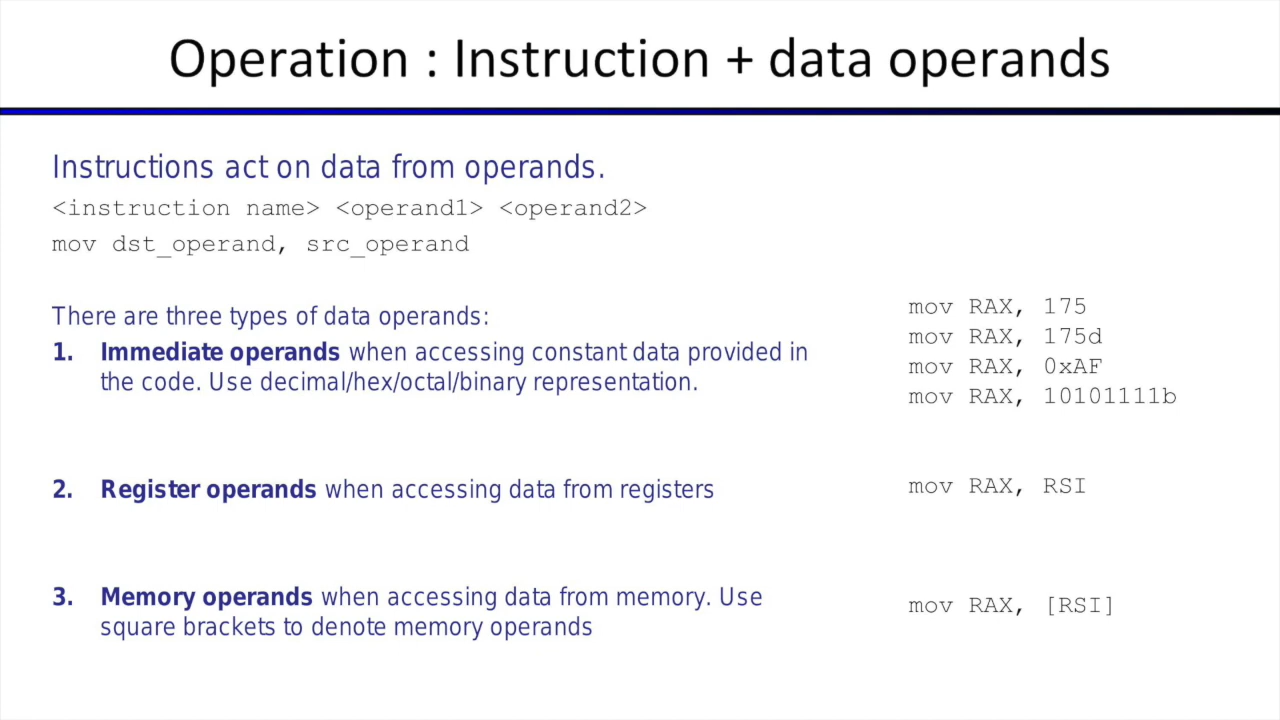 Operation : Instruction + data operands
Instructions act on data from operands.
<instruction name> <operand1> <operand2>
mov dst_operand, src_operand
There are three types of data operands:
1. Immediate operands when accessing constant data provided in
the code. Use decimal/hex/octal/binary representation.
mov RAX, 175
mov RAX, 175d
mov RAX, 0xAF
mov RAX, 10101111b
2. Register operands when accessing data from registers
mov RAX, RSI
3. Memory operands when accessing data from memory. Use
square brackets to denote memory operands
mov RAX, [RSI]